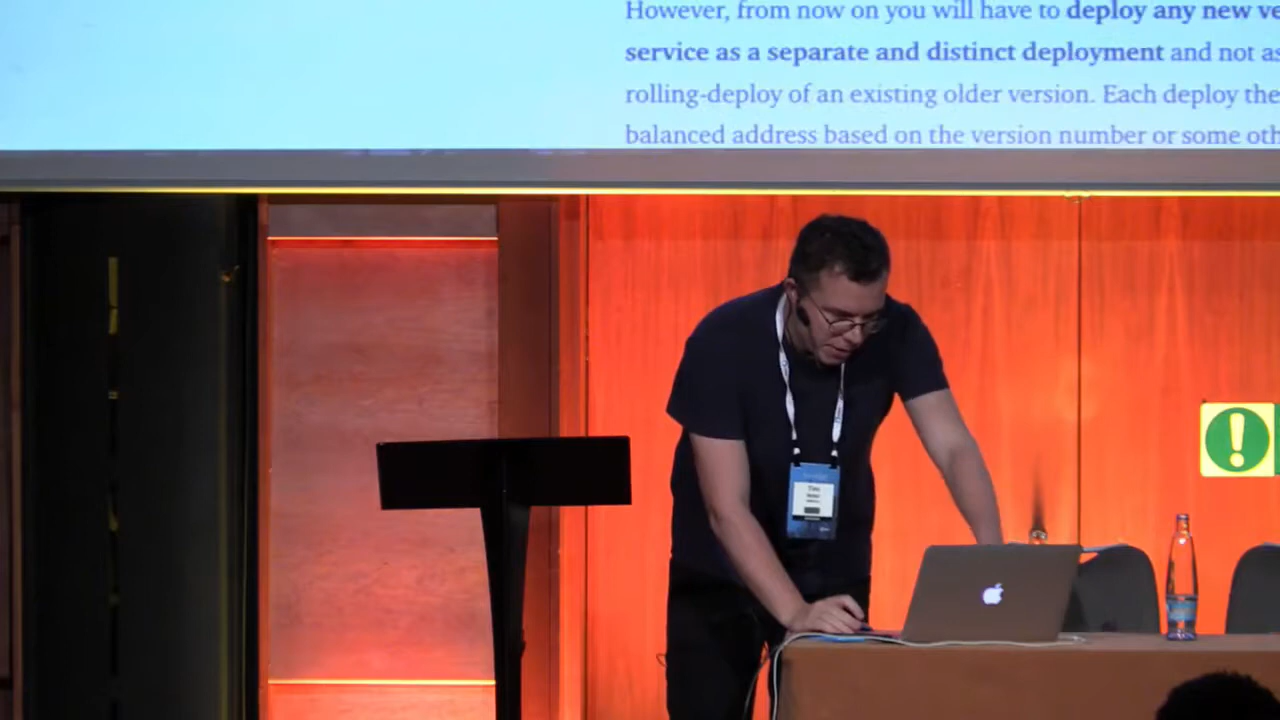 However, from now on you will have to deploy any new ve
service as a separate and distinct deployment and not as
rolling-deploy of an existing older version. Each deploy the
balanced address based on the version number or some oth